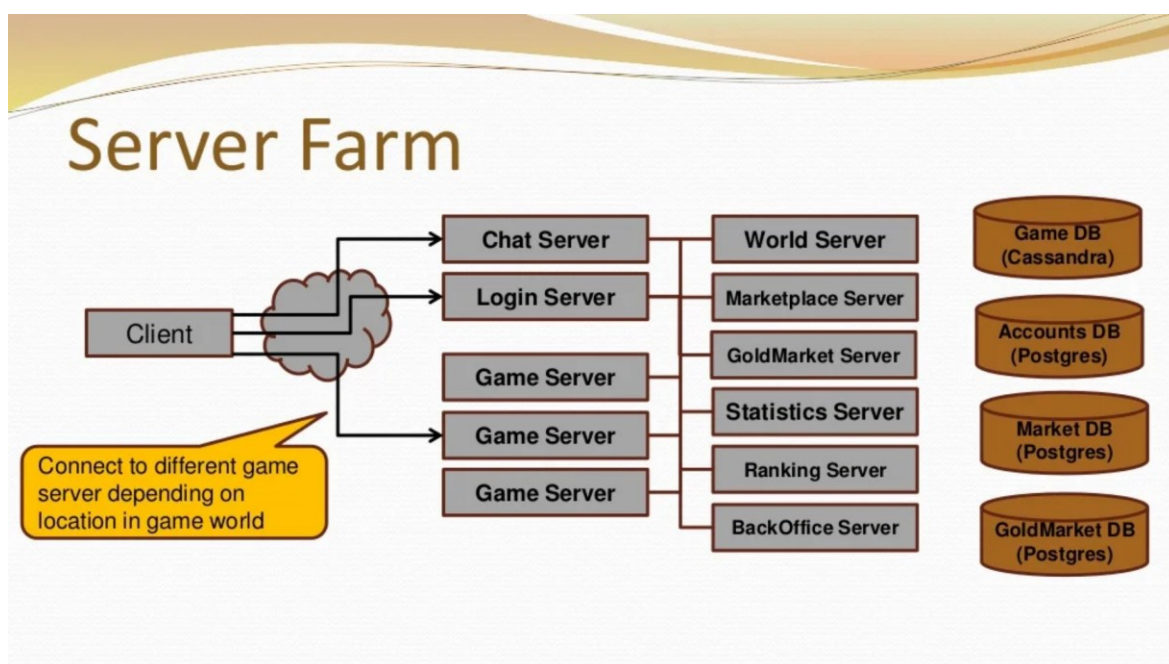 Server Farm
Client
Connect to different game
server depending on
location in game world
Chat Server
Login Server
Game Server
Game Server
Game Server
World Server
Marketplace Server
GoldMarket Server
Statistics Server
Ranking Server
BackOffice Server
Game DB
(Cassandra)
Accounts DB
(Postgres)
Market DB
(Postgres)
GoldMarket DB
(Postgres)